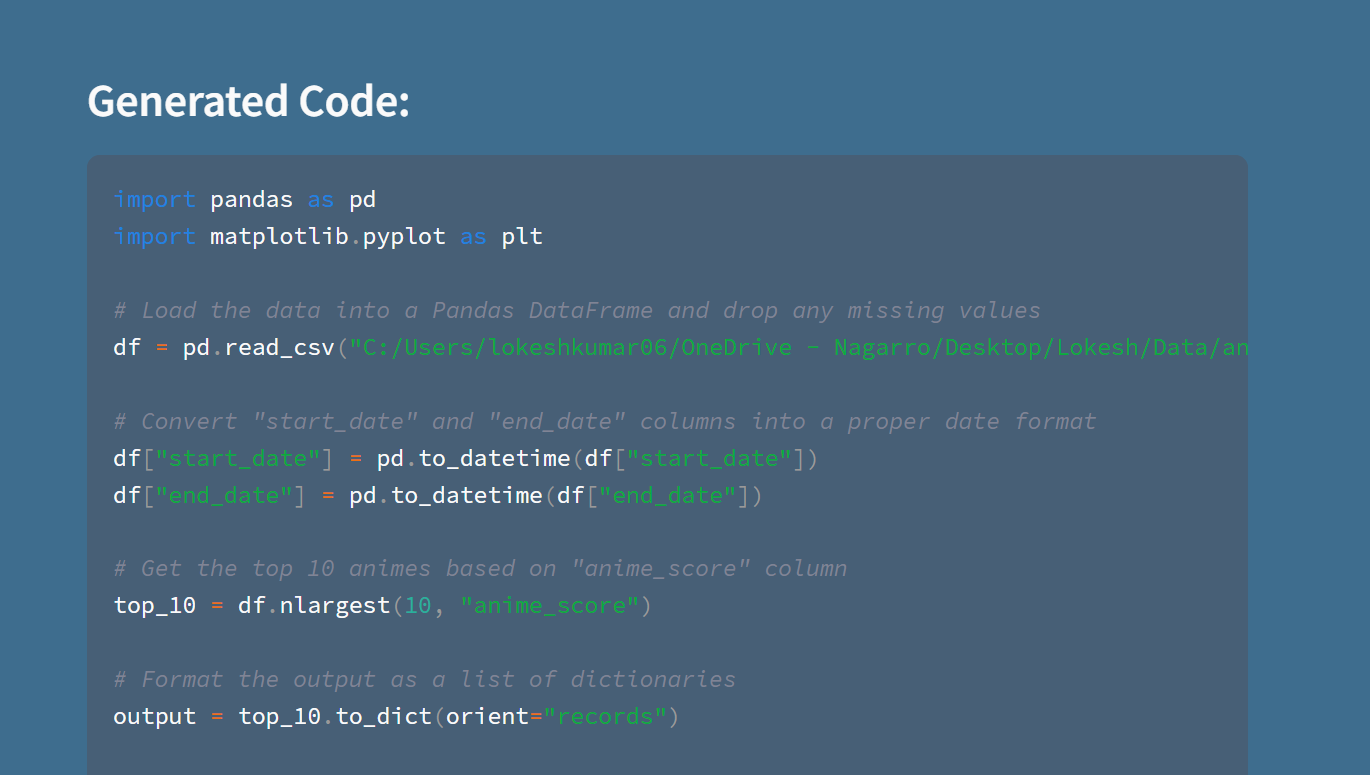 Generated Code:
import pandas as pd
import matplotlib.pyplot as plt
# Load the data into a Pandas DataFrame and drop any missing values
df = pd.read_csv("C:/Users/lokeshkumar06/OneDrive - Nagarro/Desktop/Lokesh/Data/an
# Convert "start_date" and "end_date" columns into a proper date format
df["start_date"] = pd.to_datetime(df["start_date"])
df["end_date"] = pd.to_datetime(df["end_date"])
# Get the top 10 animes based on "anime_score" column
top_10 = df.nlargest(10, "anime_score")
# Format the output as a list of dictionaries
output = top_10.to_dict(orient="records")